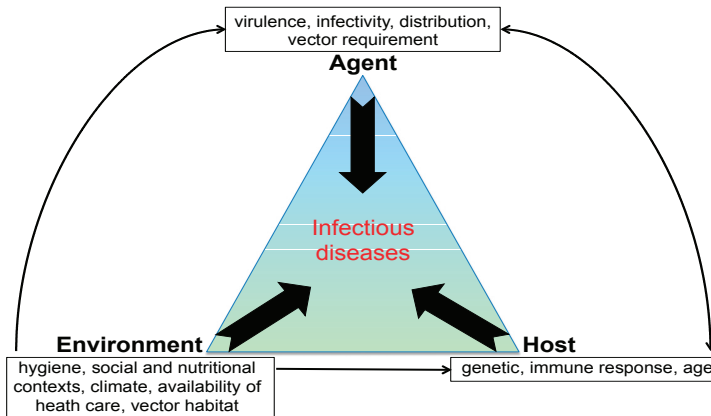 virulence, infectivity, distribution,
vector requirement
Agent
Infectious
diseases
Environment
Host
hygiene, social and nutritional
contexts, climate, availability of
heath care, vector habitat
genetic, immune response, age